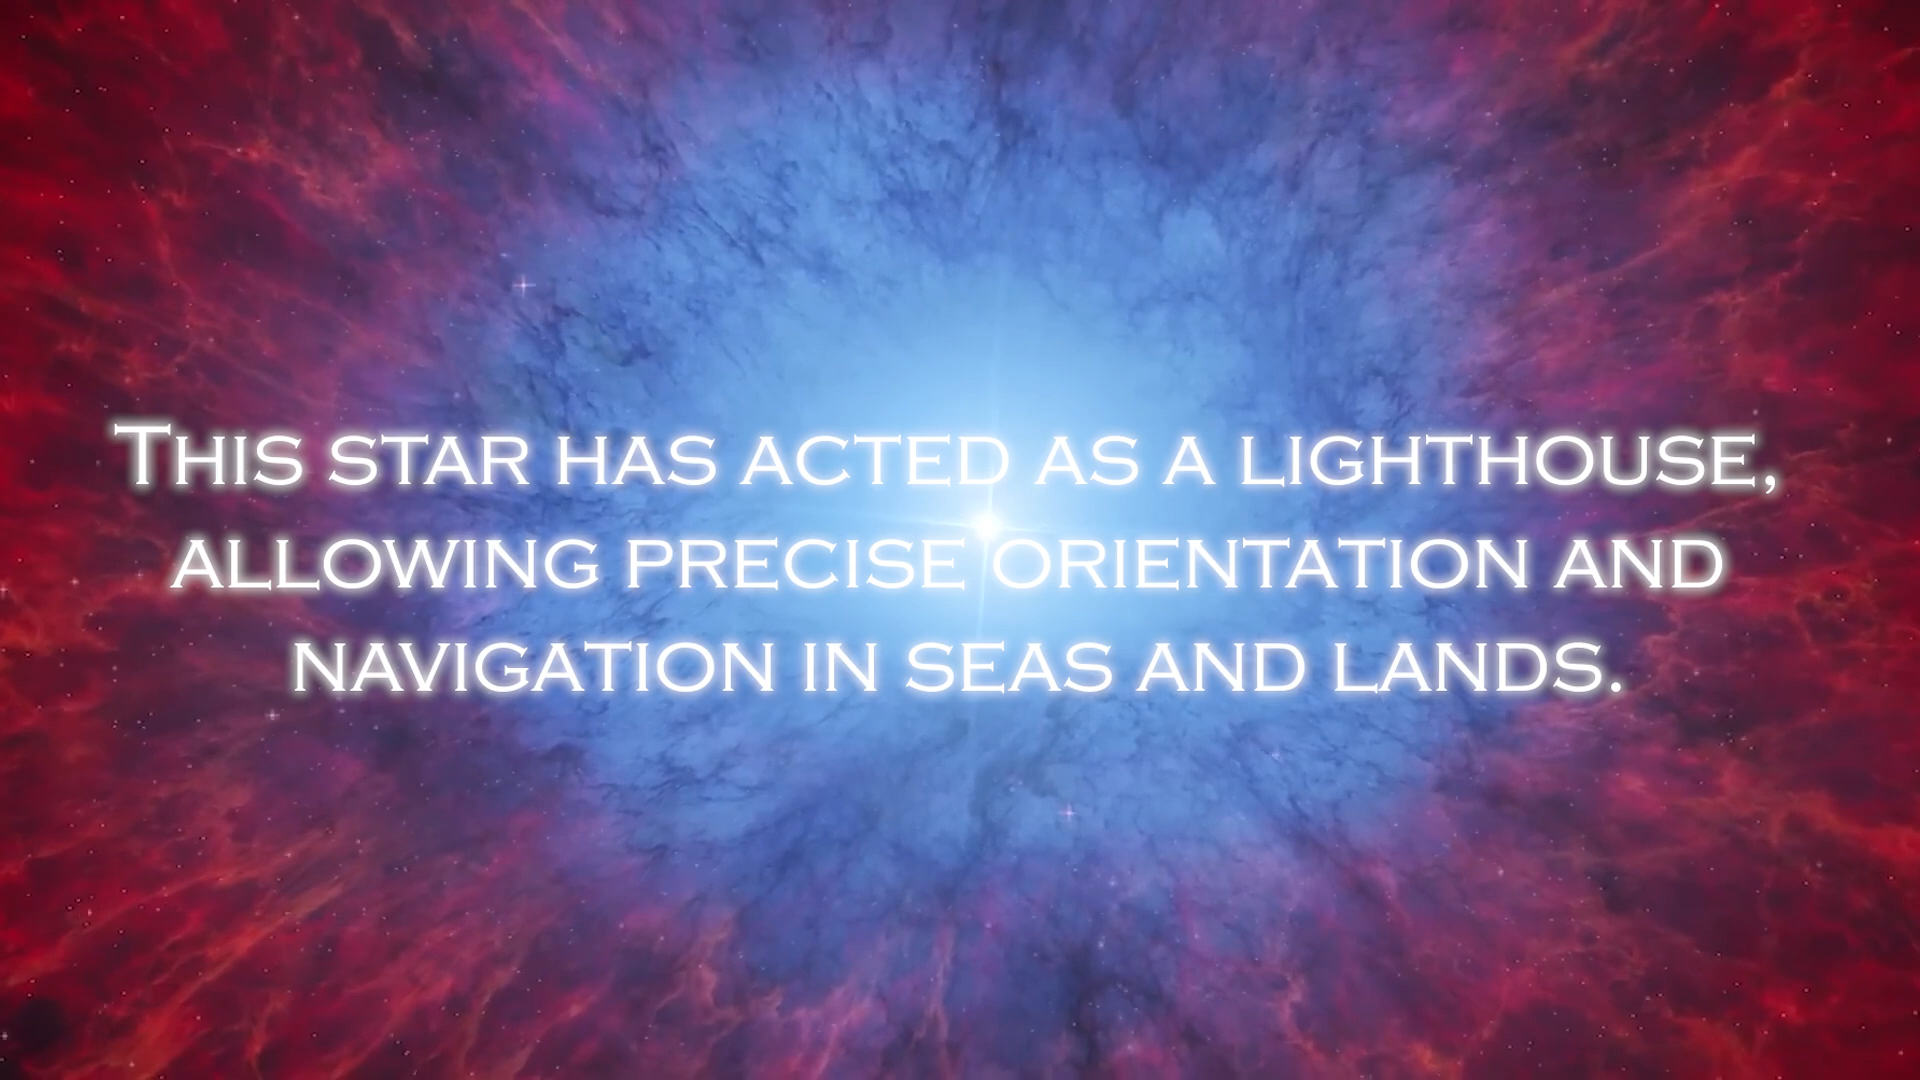 This star has acted as a lighthouse,
allowing precise orientation and
navigation in seas and lands.